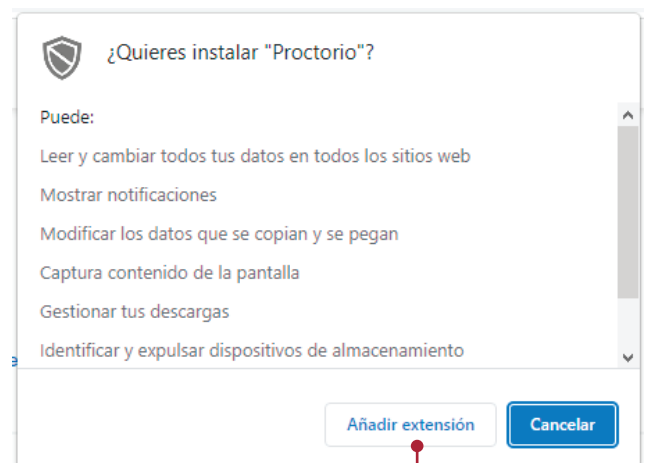 ¿Quieres instalar "Proctorio"?
Puede:
Leer y cambiar todos tus datos en todos los sitios web
Mostrar notificaciones
Modificar los datos que se copian y se pegan
Captura contenido de la pantalla
Gestionar tus descargas
Identificar y expulsar dispositivos de almacenamiento
Añadir extensión
Cancelar